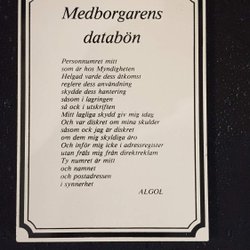 Medborgarens
databön
Personnumret mitt
som är hos Myndigheten
Helgad varde dess åtkomst
reglere dess användning
skydde dess hantering
såsom i lagringen
så ock i utskriften
Mitt lagliga skydd giv mig idag
Och var diskret om mina skulder
såsom ock jag är diskret
om dem mig skyldiga äro
Och inför mig icke i adressregister
utan fräls mig från direktreklam
Ty numret är mitt
och namnet
och postadressen
i synnerhet
ALGOL